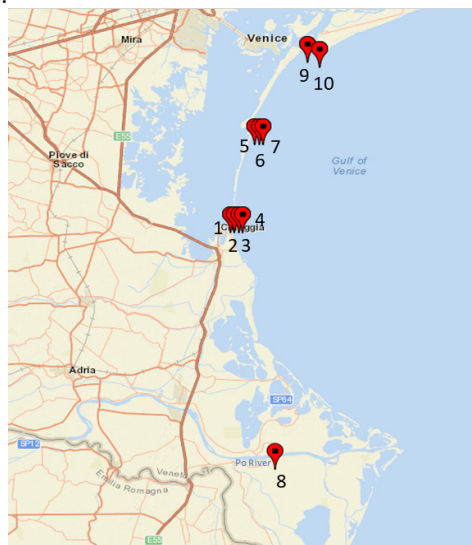 Mira
Venice
9
10
E55
5
7
6
Piove di
Sacco
Gulf of
Venice
1
4
2
3
Adria
SP64
SP12
Po River
8
Veneto
Emilia Romagna
E55